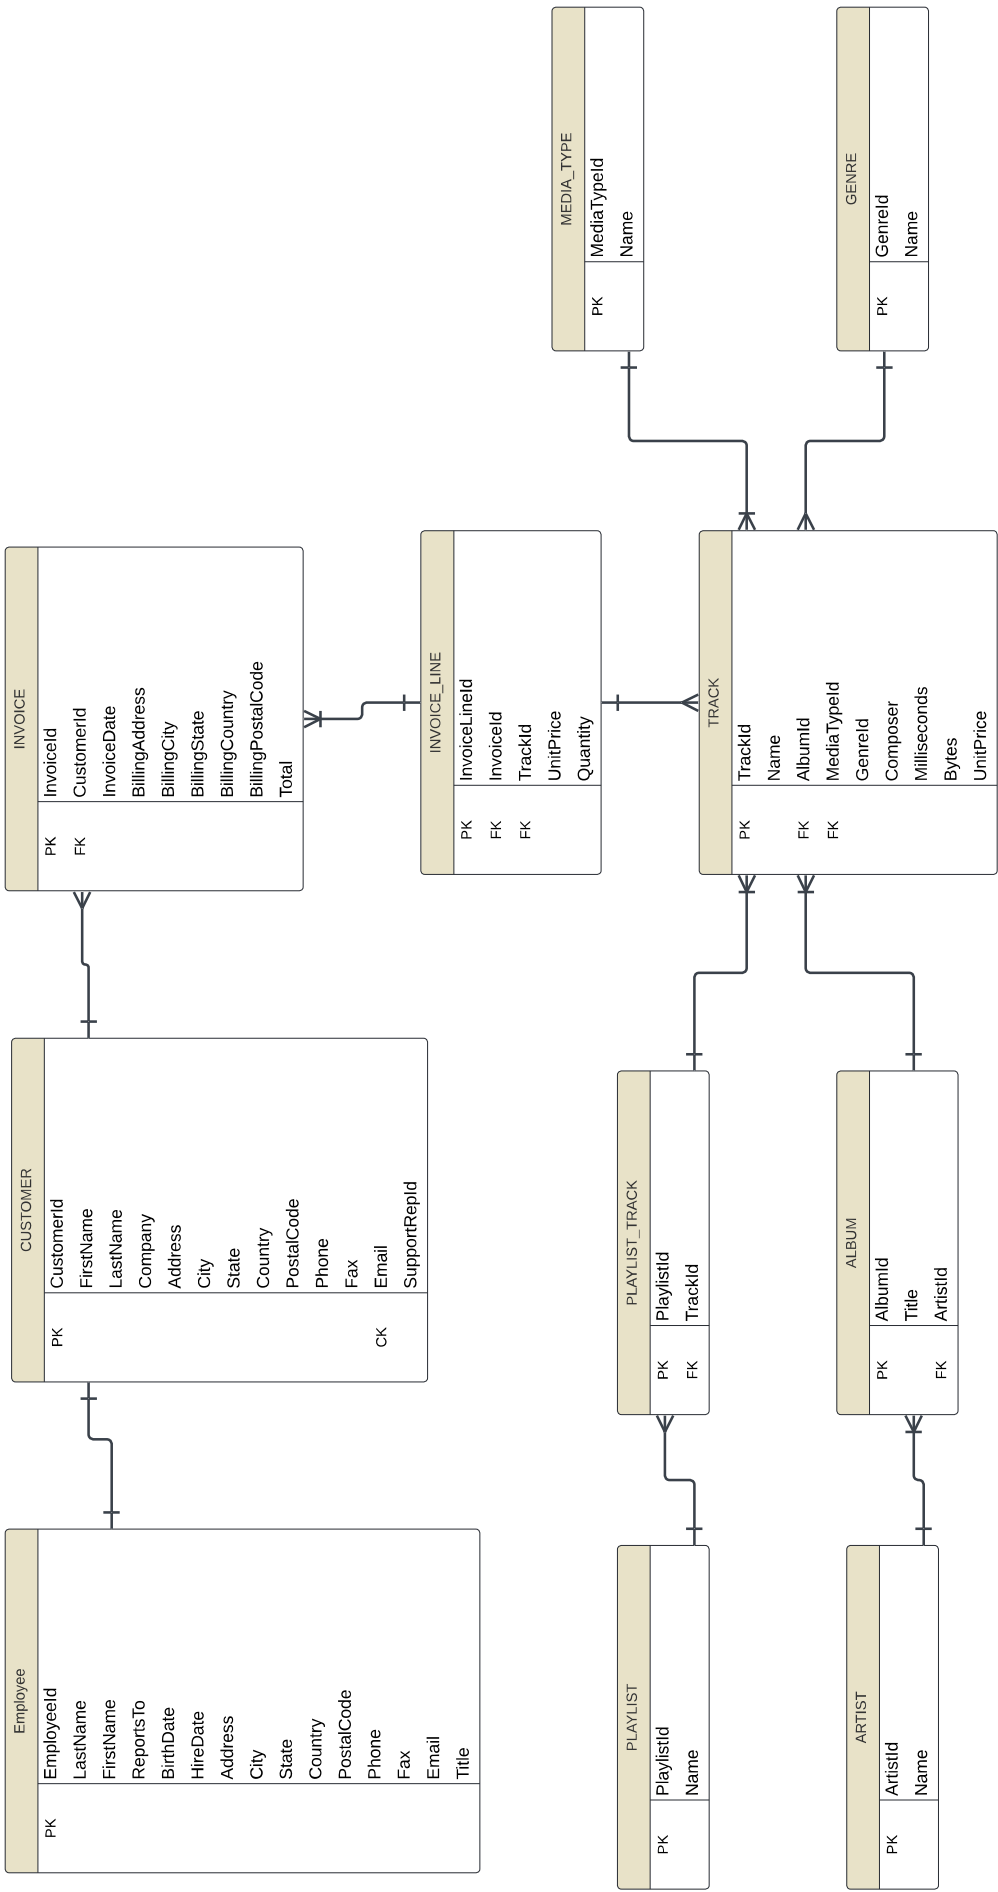 Employee
PK EmployeeId
LastName
FirstName
ReportsTo
BirthDate
HireDate
Address
City
State
Country
PostalCode
Phone
Fax
Email
Title
CUSTOMER
PK CustomerId
FirstName
LastName
Company
Address
City
State
Country
PostalCode
Phone
Fax
CK Email
SupportRepId
INVOICE
PK InvoiceId
FK CustomerId
InvoiceDate
BillingAddress
BillingCity
BillingState
BillingCountry
BillingPostalCode
Total
INVOICE_LINE
PK InvoiceLineId
FK InvoiceId
FK TrackId
UnitPrice
Quantity
MEDIA_TYPE
PK MediaTypeId
Name
PLAYLIST
PK PlaylistId
Name
PLAYLIST_TRACK
PK PlaylistId
FK TrackId
TRACK
PK TrackId
Name
FK AlbumId
FK MediaTypeId
GenreId
Composer
Milliseconds
Bytes
UnitPrice
GENRE
PK GenreId
Name
ARTIST
PK ArtistId
Name
ALBUM
PK AlbumId
Title
FK ArtistId